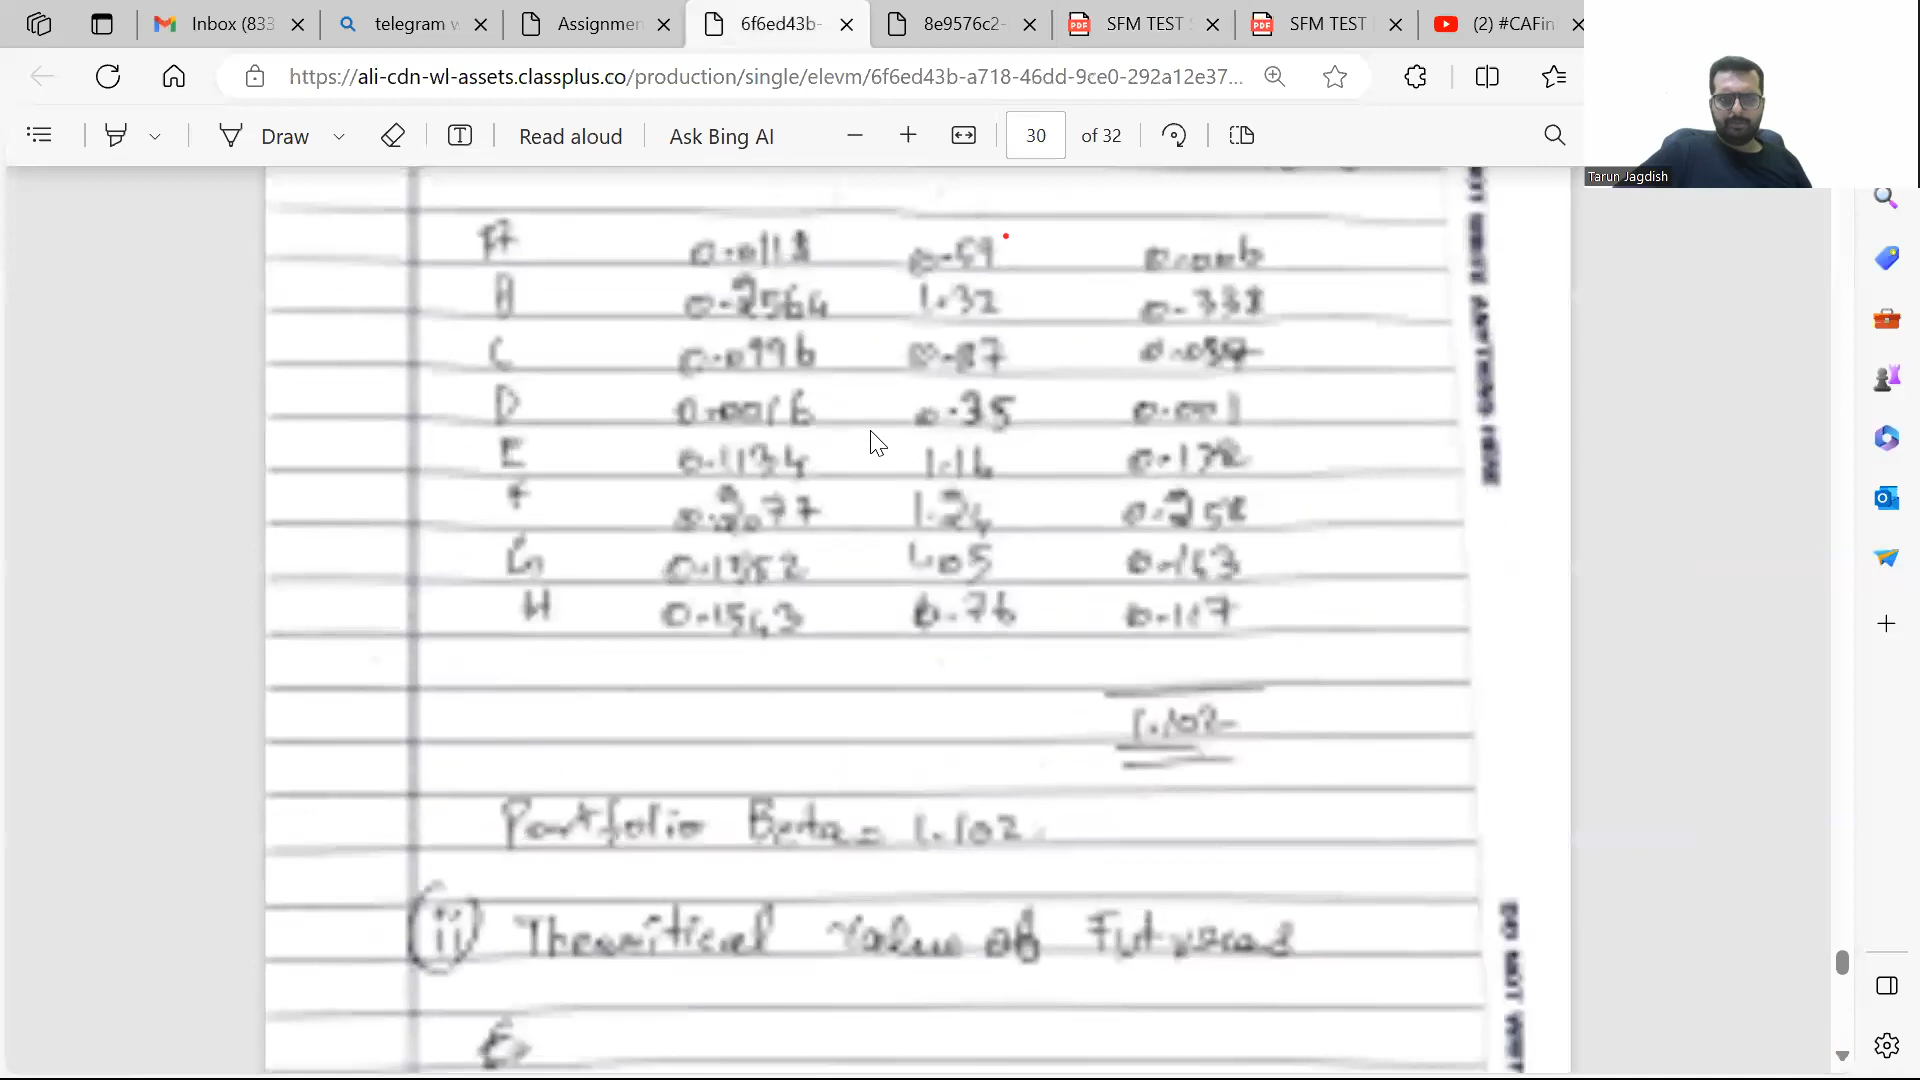 Inbox (833
telegram w
Assignmen
6f6ed43b-
8e9576c2-
SFM TEST
SFM TEST
(2) #CAFin
https://ali-cdn-wl-assets.classplus.co/production/single/elevm/6f6ed43b-a718-46dd-9ce0-292a12e37...
Draw
Read aloud
Ask Bing AI
30 of 32
Tarun Jagdish
A 0.0118 0.59 0.006
B 0.2564 1.32 0.338
C 0.0996 0.87
D 0.0016 0.35 0.001
E 0.1134 1.16 0.132
F 0.2077 1.24 0.258
G 1.05 0.143
H 0.1543 0.76 0.117
1.102
Portfolio Beta = 1.102
(ii) Value of